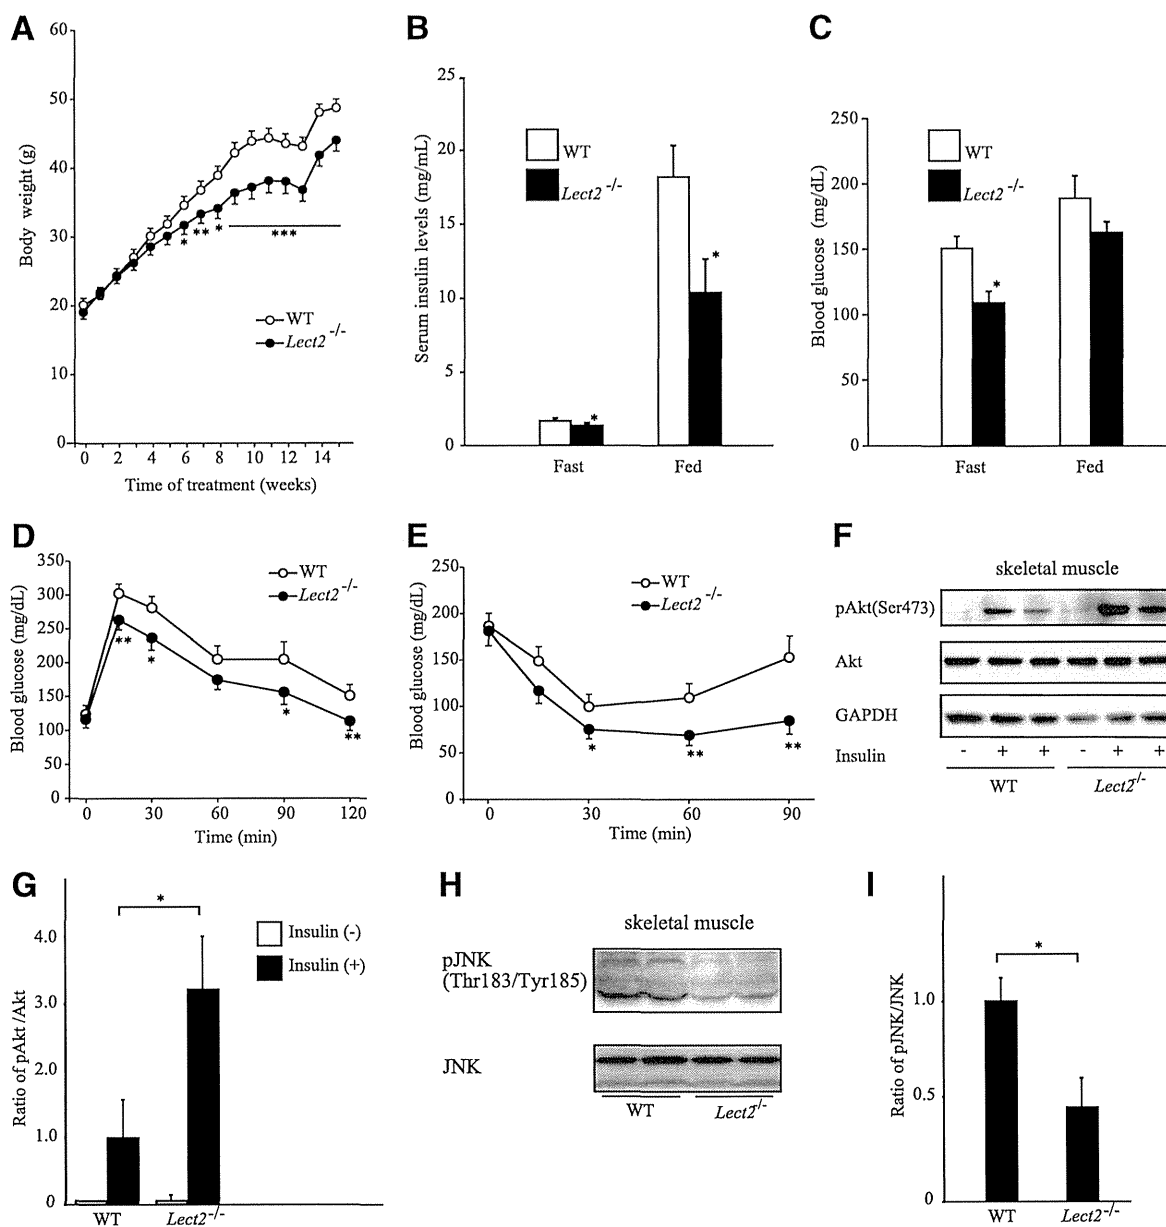 A
60
50
40
30
20
10
0
Body weight (g)
WT
Lect2 -/-
*
**
*
***
0 2 4 6 8 10 12 14
Time of treatment (weeks)
B
25
20
15
10
5
0
Serum insulin levels (mg/mL)
WT
Lect2 -/-
*
*
Fast Fed
C
250
200
150
100
50
0
Blood glucose (mg/dL)
WT
Lect2 -/-
*
Fast Fed
D
350
300
250
200
150
100
50
0
Blood glucose (mg/dL)
WT
Lect2 -/-
**
*
*
**
0 30 60 90 120
Time (min)
E
250
200
150
100
50
0
Blood glucose (mg/dL)
WT
Lect2 -/-
*
**
**
0 30 60 90
Time (min)
F
skeletal muscle
pAkt(Ser473)
Akt
GAPDH
Insulin - + + - + +
WT Lect2-/-
G
4.0
3.0
2.0
1.0
0
Ratio of pAkt /Akt
*
Insulin (-)
Insulin (+)
WT Lect2-/-
H
skeletal muscle
pJNK
(Thr183/Tyr185)
JNK
WT Lect2-/-
I
1.0
0.5
0
Ratio of pJNK/JNK
*
WT Lect2-/-